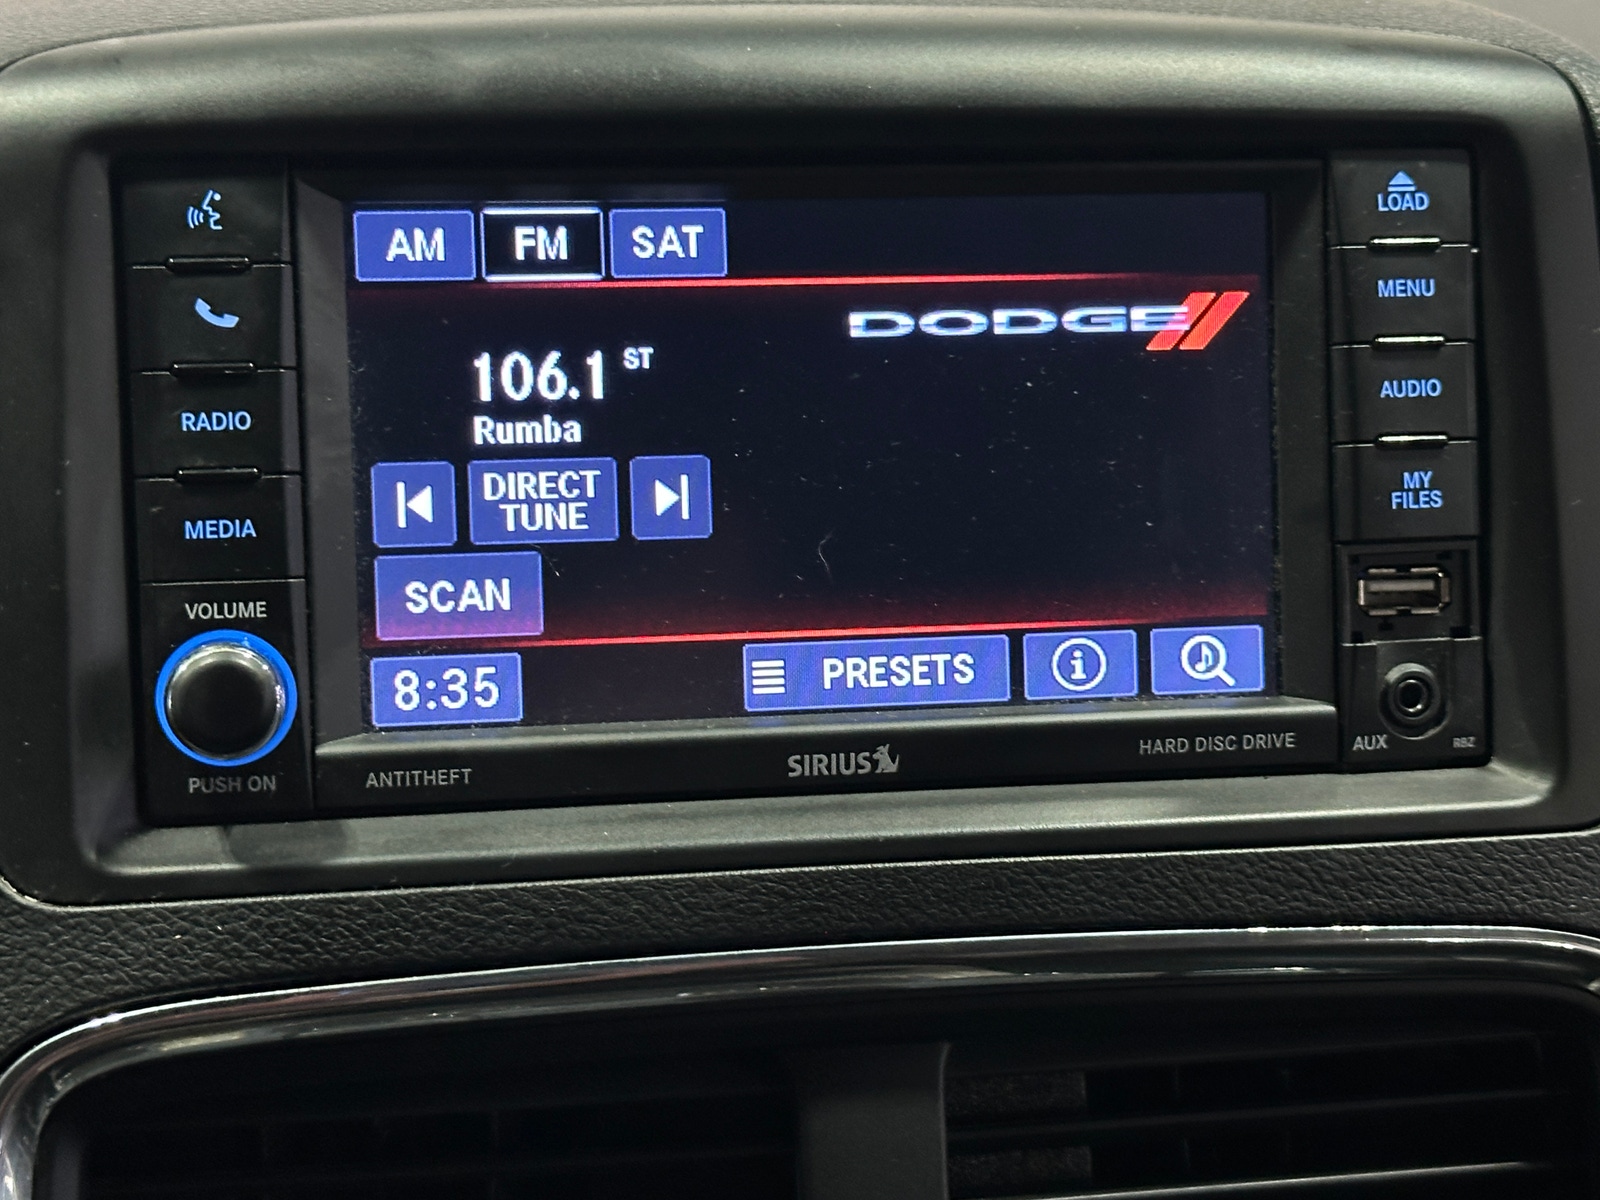 AM FM SAT
DODGE
106.1 ST
Rumba
DIRECT
TUNE
SCAN
8:35
PRESETS
i
RADIO
MEDIA
VOLUME
PUSH ON
LOAD
MENU
AUDIO
MY
FILES
AUX
RBZ
ANTITHEFT
SIRIUS
HARD DISC DRIVE